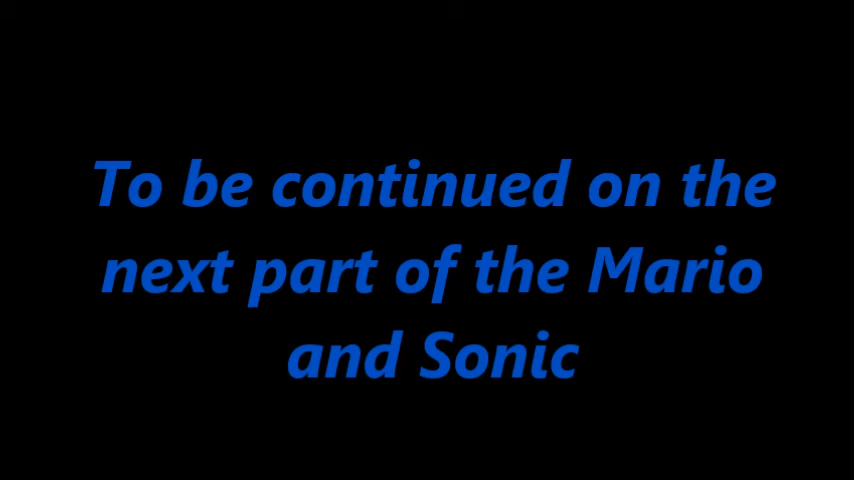 To be continued on the
next part of the Mario
and Sonic